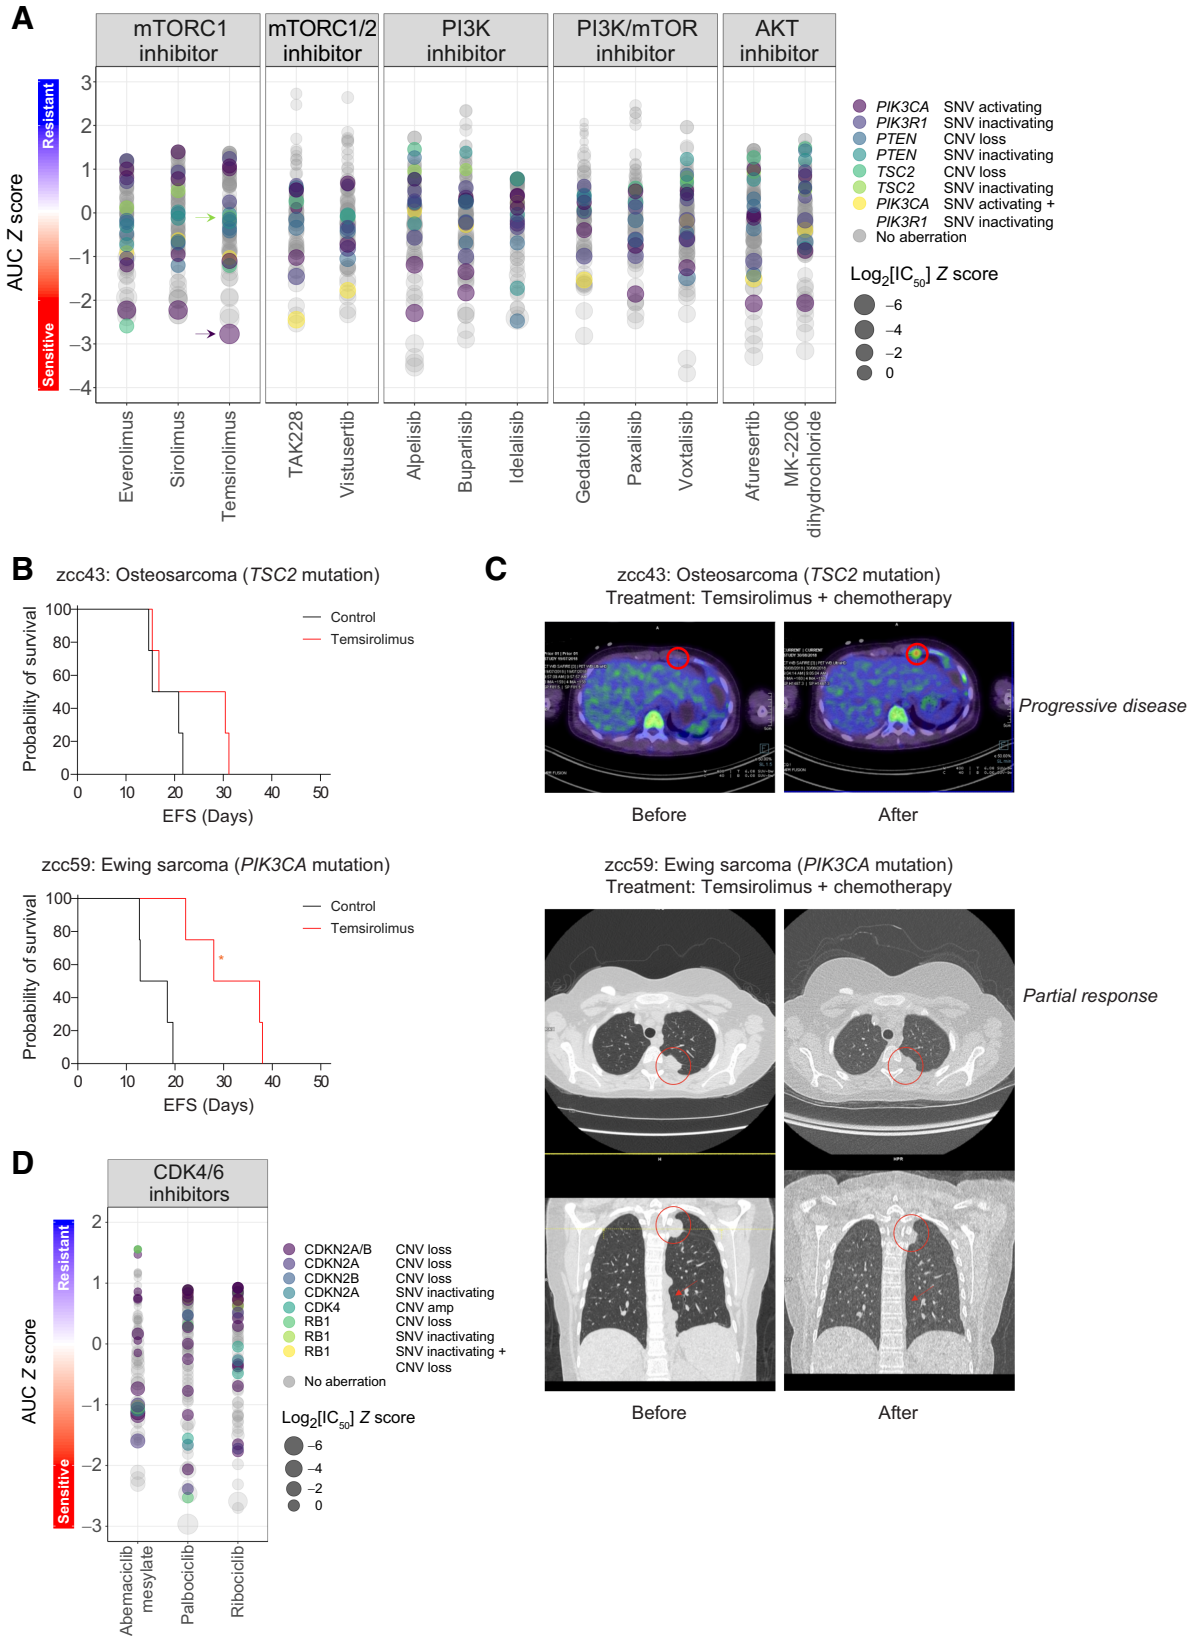 A
mTORC1
inhibitor
mTORC1/2
inhibitor
PI3K
inhibitor
PI3K/mTOR
inhibitor
AKT
inhibitor
AUC Z score
Resistant
Sensitive
3
2
1
0
−1
−2
−3
−4
Everolimus
Sirolimus
Temsirolimus
TAK228
Vistusertib
Alpelisib
Buparlisib
Idelalisib
Gedatolisib
Paxalisib
Voxtalisib
Afuresertib
MK-2206
dihydrochloride
PIK3CA SNV activating
PIK3R1 SNV inactivating
PTEN CNV loss
PTEN SNV inactivating
TSC2 CNV loss
TSC2 SNV inactivating
PIK3CA SNV activating +
PIK3R1 SNV inactivating
No aberration
Log2[IC50] Z score
−6
−4
−2
0
B
zcc43: Osteosarcoma (TSC2 mutation)
Probability of survival
100
80
60
40
20
0
Control
Temsirolimus
0 10 20 30 40 50
EFS (Days)
zcc59: Ewing sarcoma (PIK3CA mutation)
Probability of survival
100
80
60
40
20
0
Control
Temsirolimus
*
0 10 20 30 40 50
EFS (Days)
C
zcc43: Osteosarcoma (TSC2 mutation)
Treatment: Temsirolimus + chemotherapy
Progressive disease
Before
After
zcc59: Ewing sarcoma (PIK3CA mutation)
Treatment: Temsirolimus + chemotherapy
Partial response
H
HPR
Before
After
D
CDK4/6
inhibitors
AUC Z score
Resistant
Sensitive
2
1
0
−1
−2
−3
Abemaciclib
mesylate
Palbociclib
Ribociclib
CDKN2A/B CNV loss
CDKN2A CNV loss
CDKN2B CNV loss
CDKN2A SNV inactivating
CDK4 CNV amp
RB1 CNV loss
RB1 SNV inactivating
RB1 SNV inactivating +
CNV loss
No aberration
Log2[IC50] Z score
−6
−4
−2
0